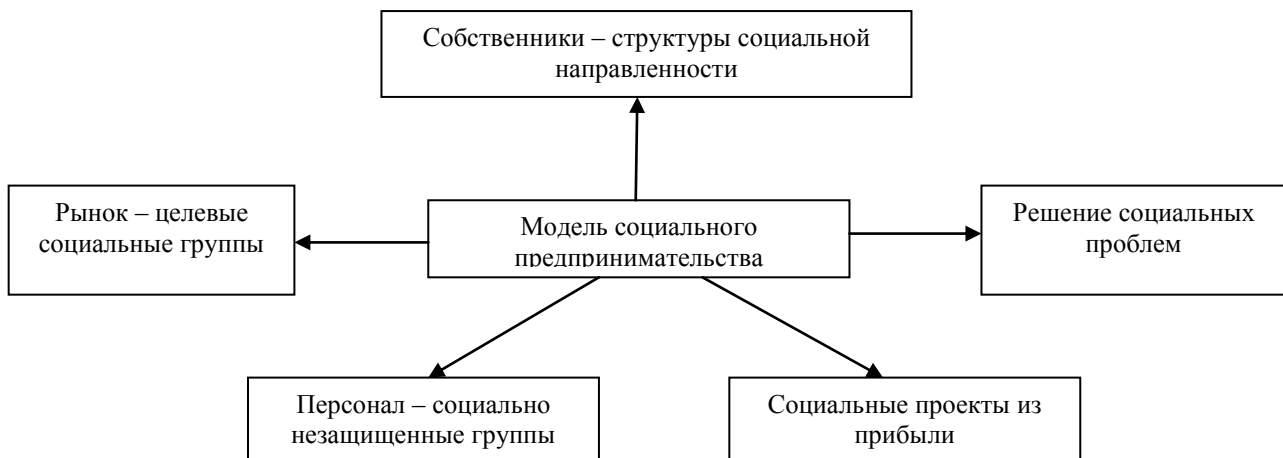 Собственники – структуры социальной
направленности
Рынок – целевые
социальные группы
Модель социального
предпринимательства
Решение социальных
проблем
Персонал – социально
незащищенные группы
Социальные проекты из
прибыли